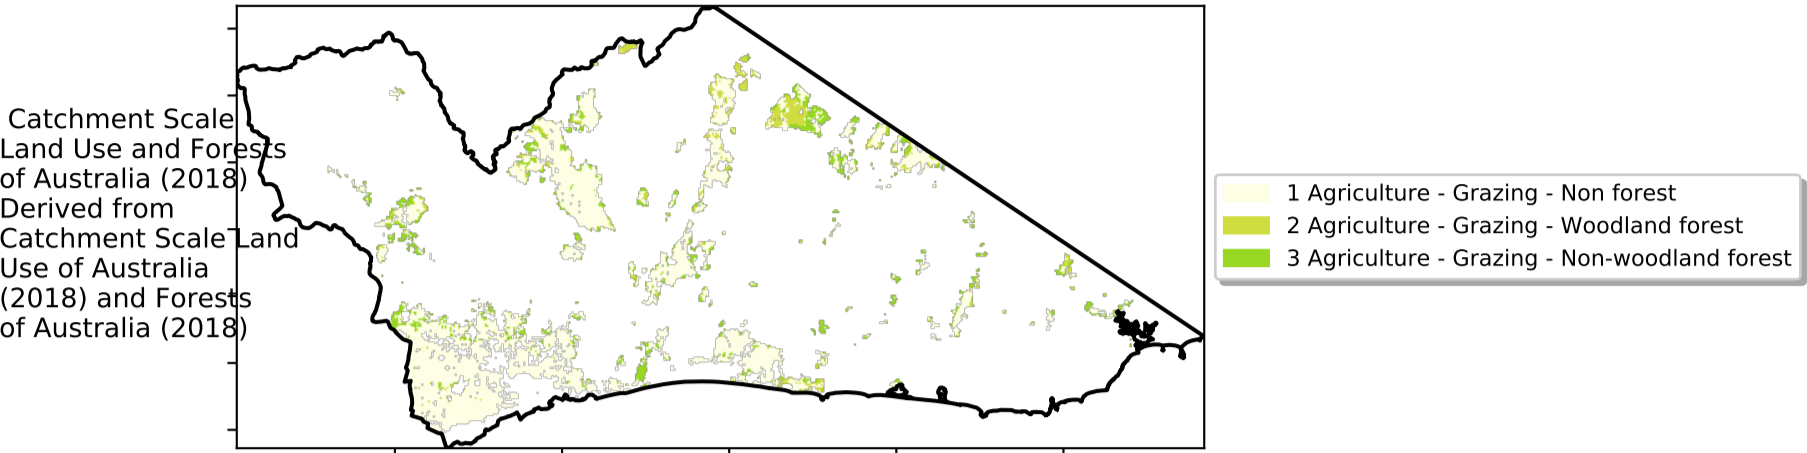 Catchment Scale
Land Use and Forests
of Australia (2018)
Derived from
Catchment Scale Land
Use of Australia
(2018) and Forests
of Australia (2018)
1 Agriculture - Grazing - Non forest
2 Agriculture - Grazing - Woodland forest
3 Agriculture - Grazing - Non-woodland forest